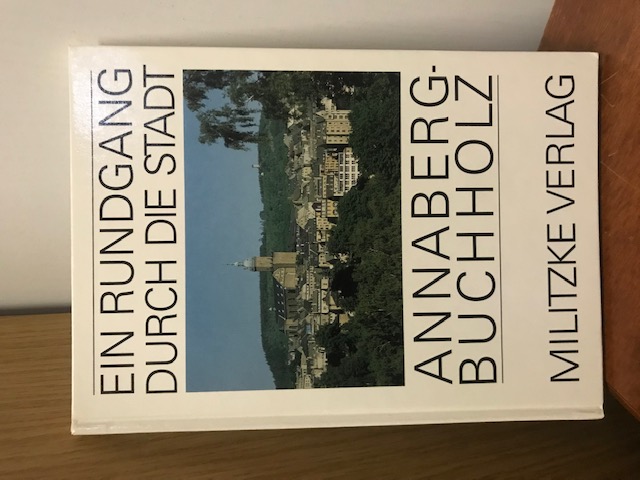 EIN RUNDGANG
DURCH DIE STADT
ANNABERG-
BUCHHOLZ
MILITZKE VERLAG